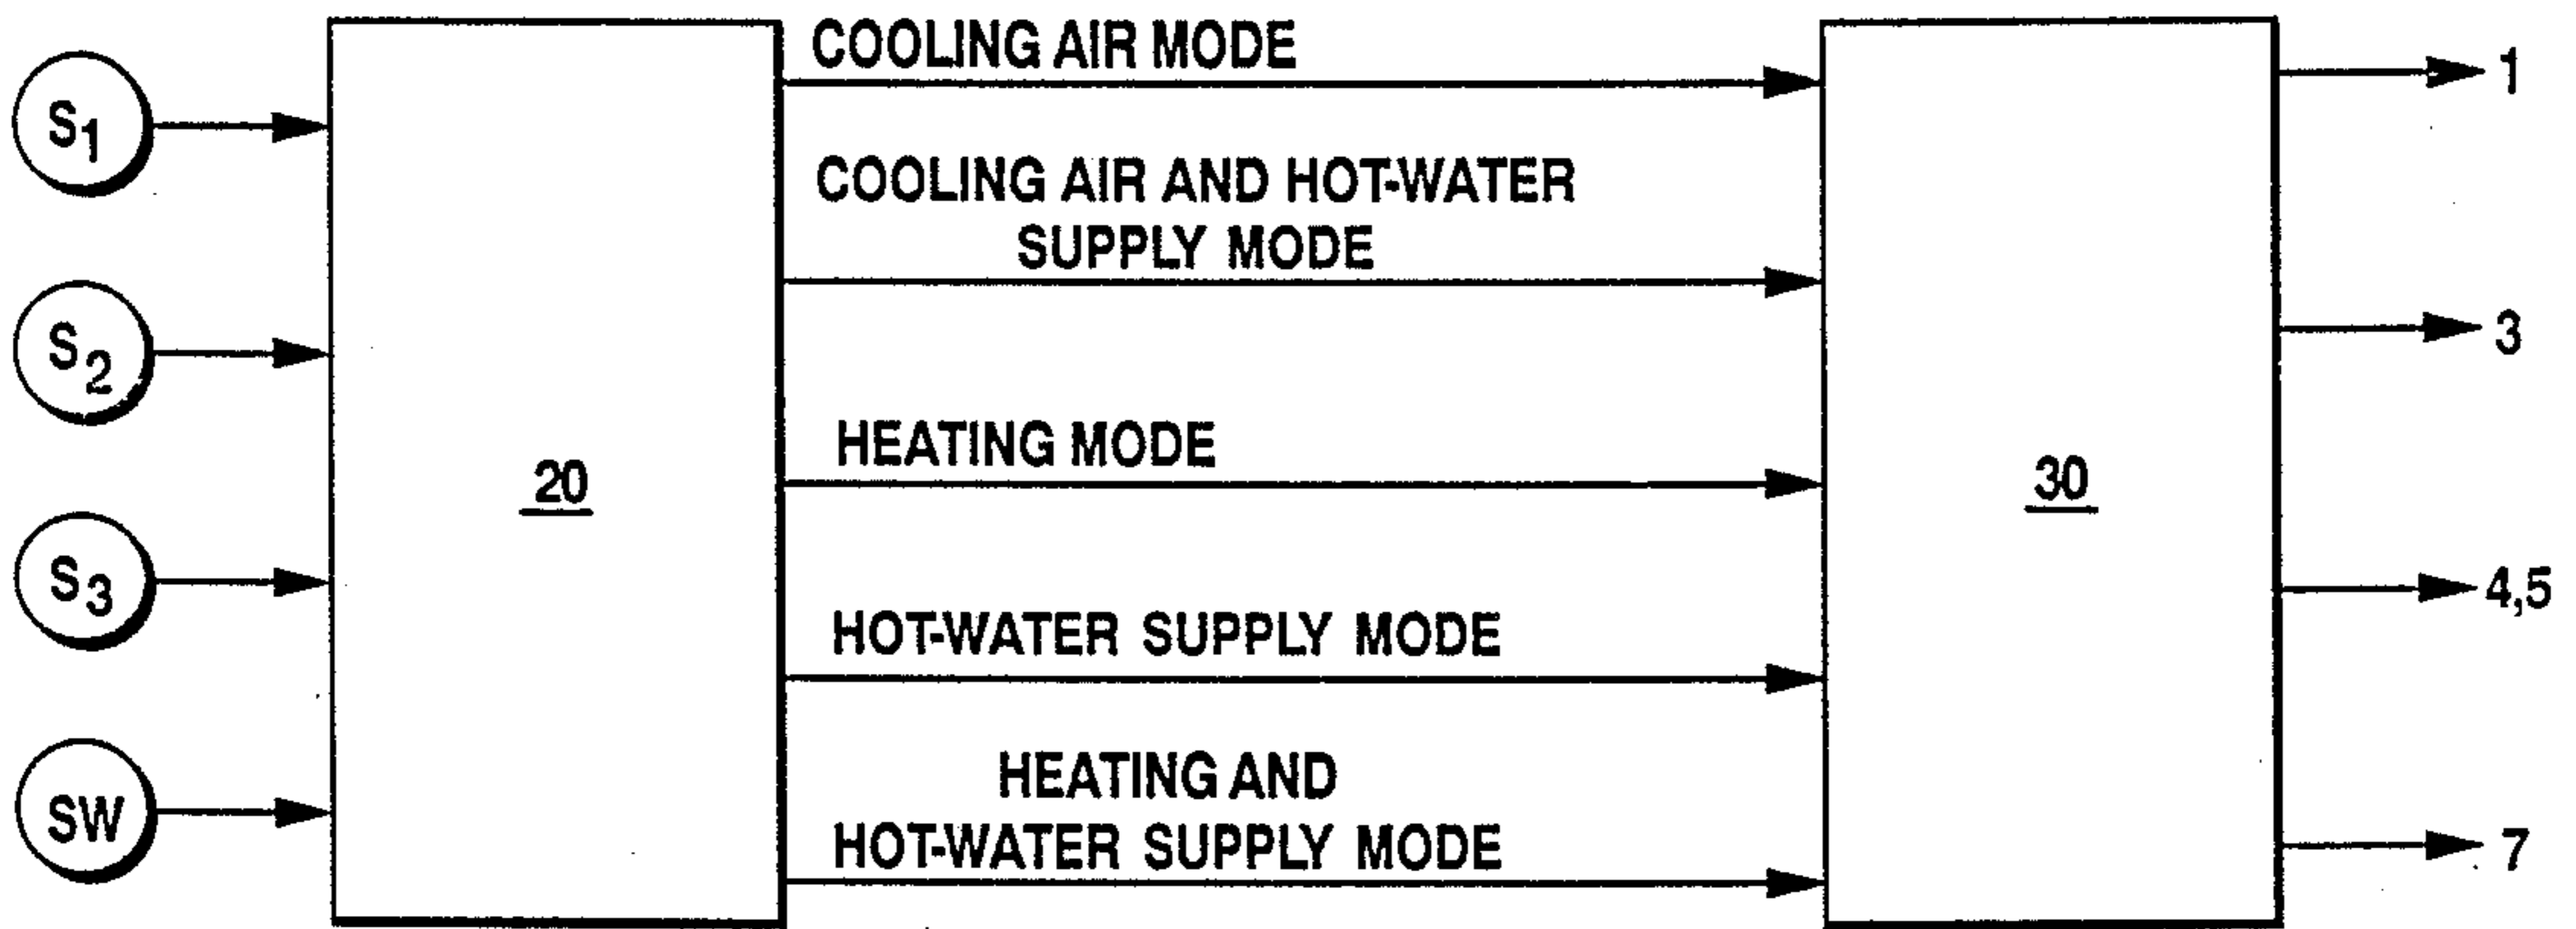 COOLING AIR MODE
1
S1
COOLING AIR AND HOT-WATER
SUPPLY MODE
S2
3
HEATING MODE
20
30
S3
4,5
HOT-WATER SUPPLY MODE
SW
HEATING AND
HOT-WATER SUPPLY MODE
7